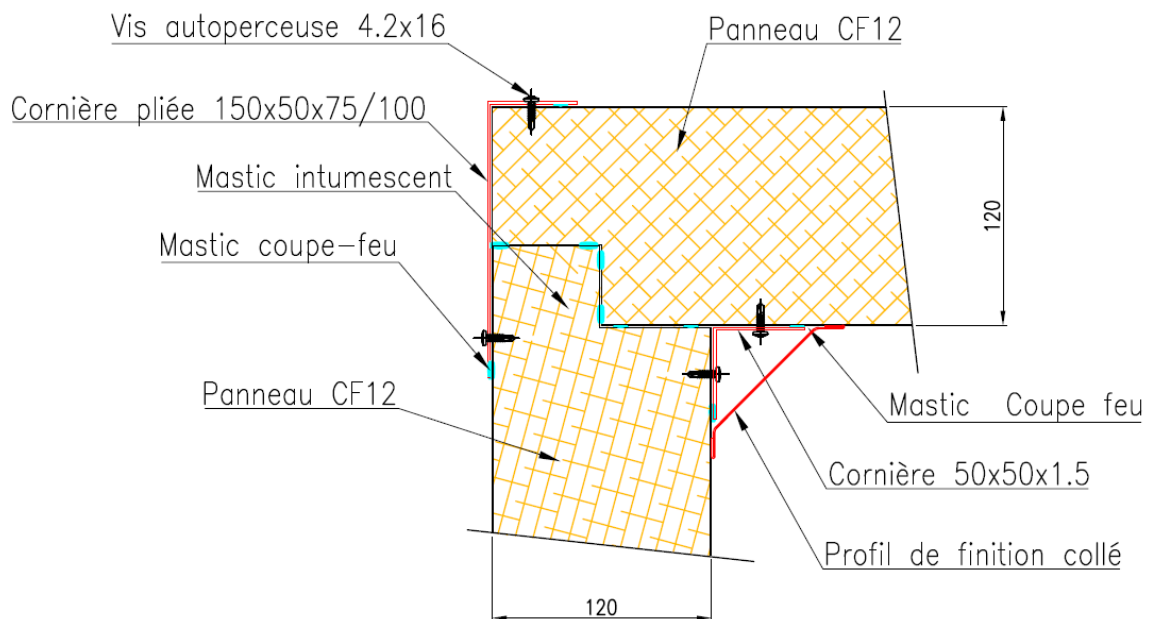 Vis autoperceuse 4.2x16
Panneau CF12
Cornière pliée 150x50x75/100
Mastic intumescent
120
Mastic coupe-feu
Panneau CF12
Mastic Coupe feu
Cornière 50x50x1.5
Profil de finition collé
120